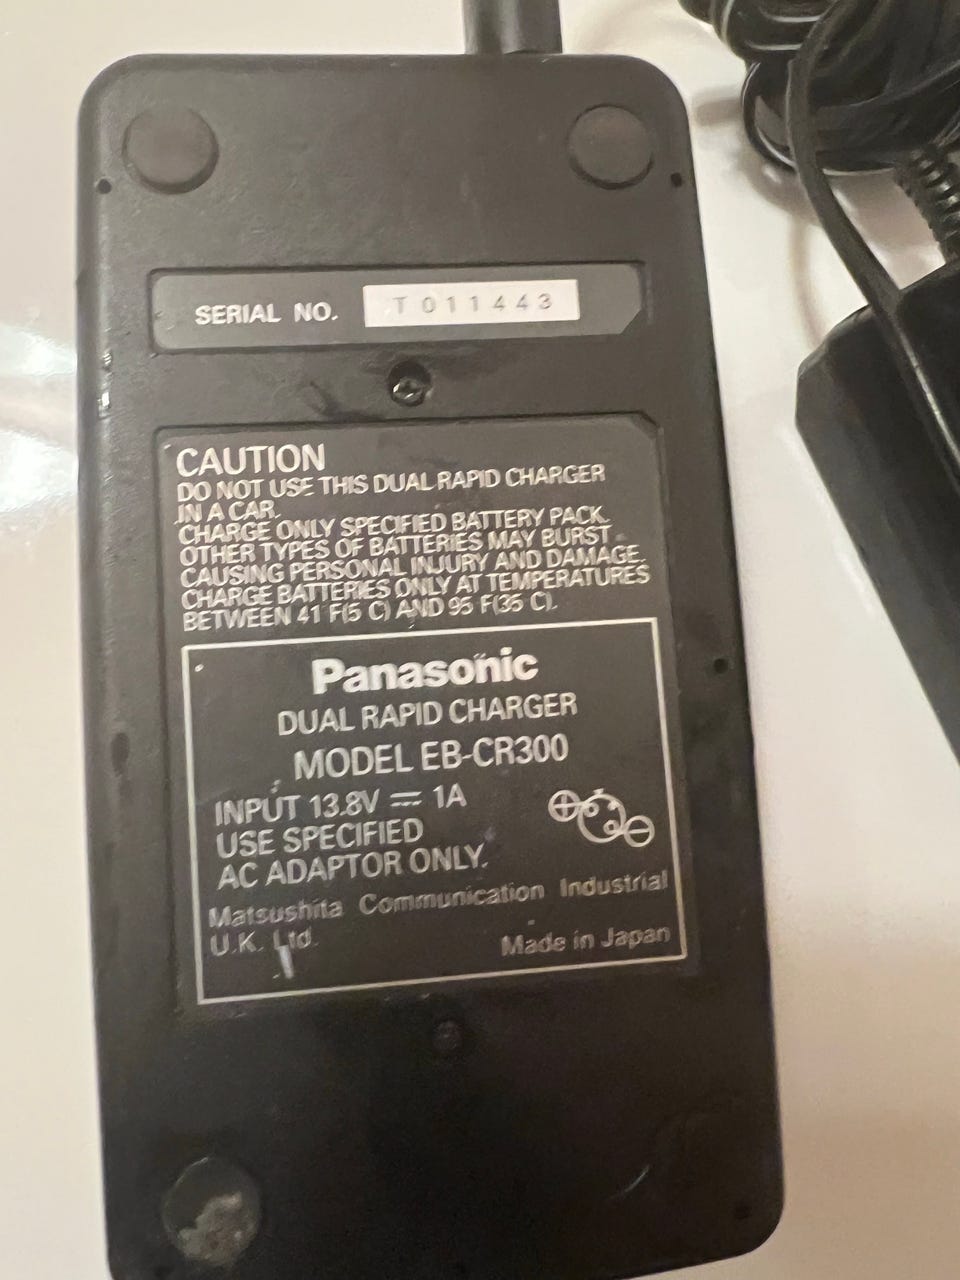 SERIAL NO. T011443
CAUTION
DO NOT USE THIS DUAL RAPID CHARGER
IN A CAR.
CHARGE ONLY SPECIFIED BATTERY PACK.
OTHER TYPES OF BATTERIES MAY BURST
CAUSING PERSONAL INJURY AND DAMAGE.
CHARGE BATTERIES ONLY AT TEMPERATURES
BETWEEN 41 F(5 C) AND 95 F(35 C).
Panasonic
DUAL RAPID CHARGER
MODEL EB-CR300
INPUT 13.8V ⎓ 1A
USE SPECIFIED
AC ADAPTOR ONLY.
Matsushita Communication Industrial
U.K. Ltd.
Made in Japan